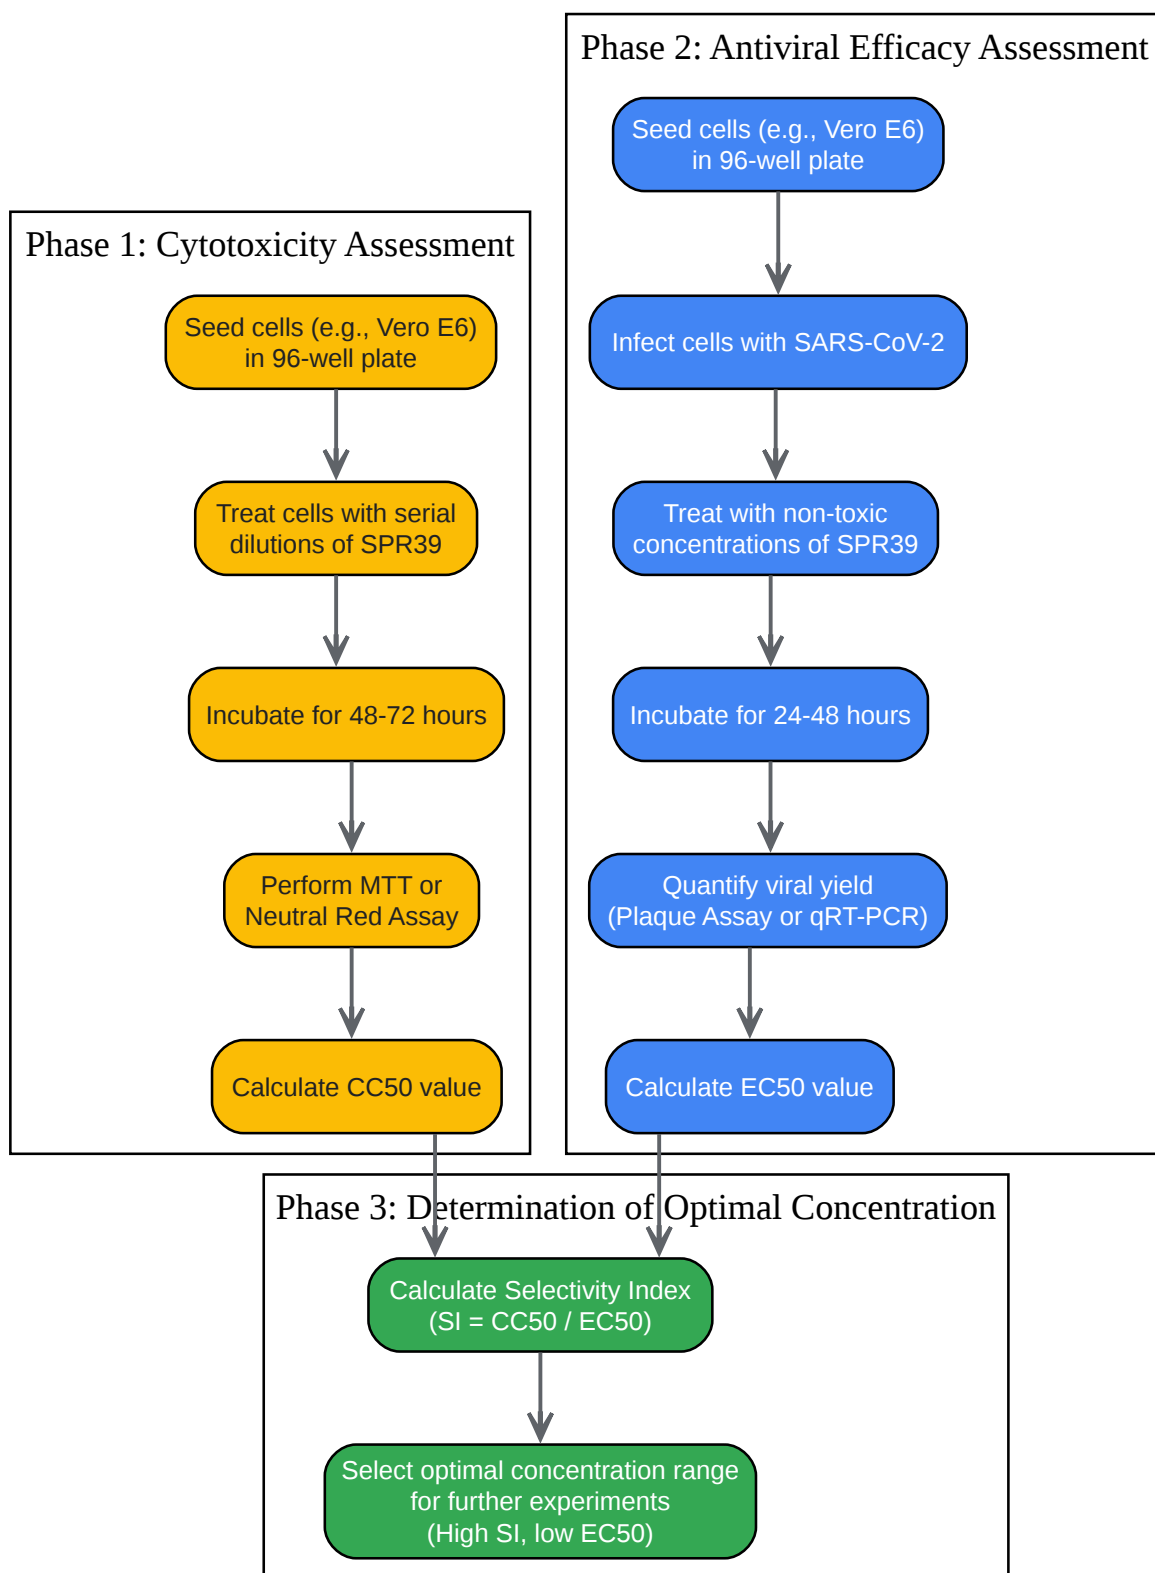 Phase 1: Cytotoxicity Assessment
Seed cells (e.g., Vero E6)
in 96-well plate
Treat cells with serial
dilutions of SPR39
Incubate for 48-72 hours
Perform MTT or
Neutral Red Assay
Calculate CC50 value
Phase 2: Antiviral Efficacy Assessment
Seed cells (e.g., Vero E6)
in 96-well plate
Infect cells with SARS-CoV-2
Treat with non-toxic
concentrations of SPR39
Incubate for 24-48 hours
Quantify viral yield
(Plaque Assay or qRT-PCR)
Calculate EC50 value
Phase 3: Determination of Optimal Concentration
Calculate Selectivity Index
(SI = CC50 / EC50)
Select optimal concentration range
for further experiments
(High SI, low EC50)